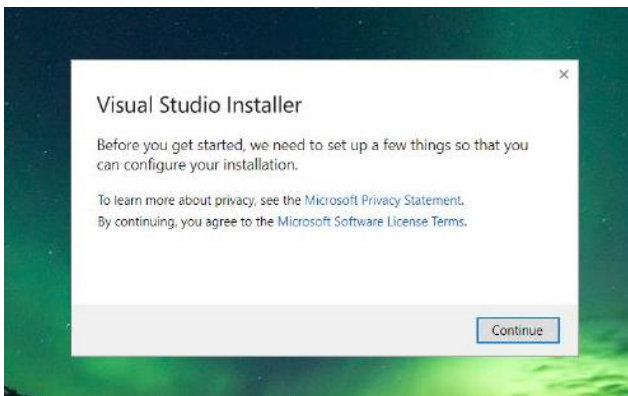 Visual Studio Installer
Before you get started, we need to set up a few things so that you
can configure your installation.
To learn more about privacy, see the Microsoft Privacy Statement.
By continuing, you agree to the Microsoft Software License Terms.
Continue